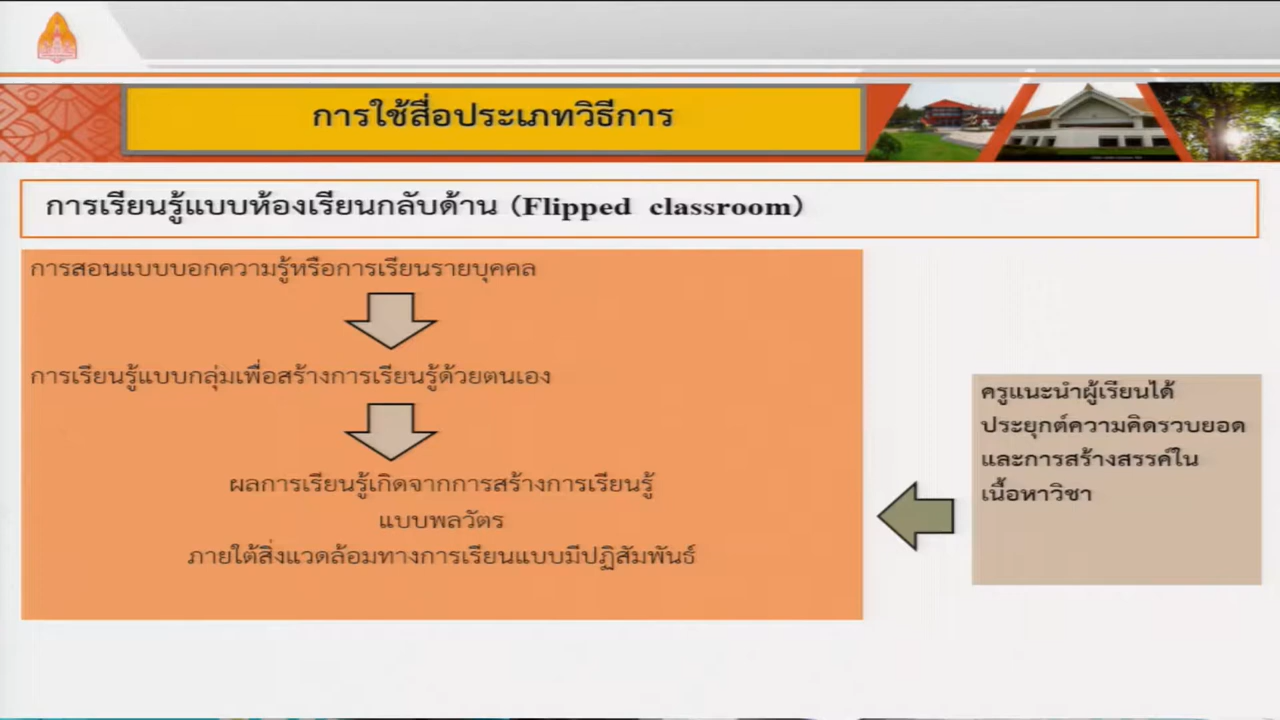 การใช้สื่อประเภทวิธีการ
การเรียนรู้แบบห้องเรียนกลับด้าน (Flipped classroom)
การสอนแบบบอกความรู้หรือการเรียนรายบุคคล
การเรียนรู้แบบกลุ่มเพื่อสร้างการเรียนรู้ด้วยตนเอง
ผลการเรียนรู้เกิดจากการสร้างการเรียนรู้
แบบพลวัตร
ภายใต้สิ่งแวดล้อมทางการเรียนแบบมีปฏิสัมพันธ์
ครูแนะนำผู้เรียนได้
ประยุกต์ความคิดรวบยอด
และการสร้างสรรค์ใน
เนื้อหาวิชา